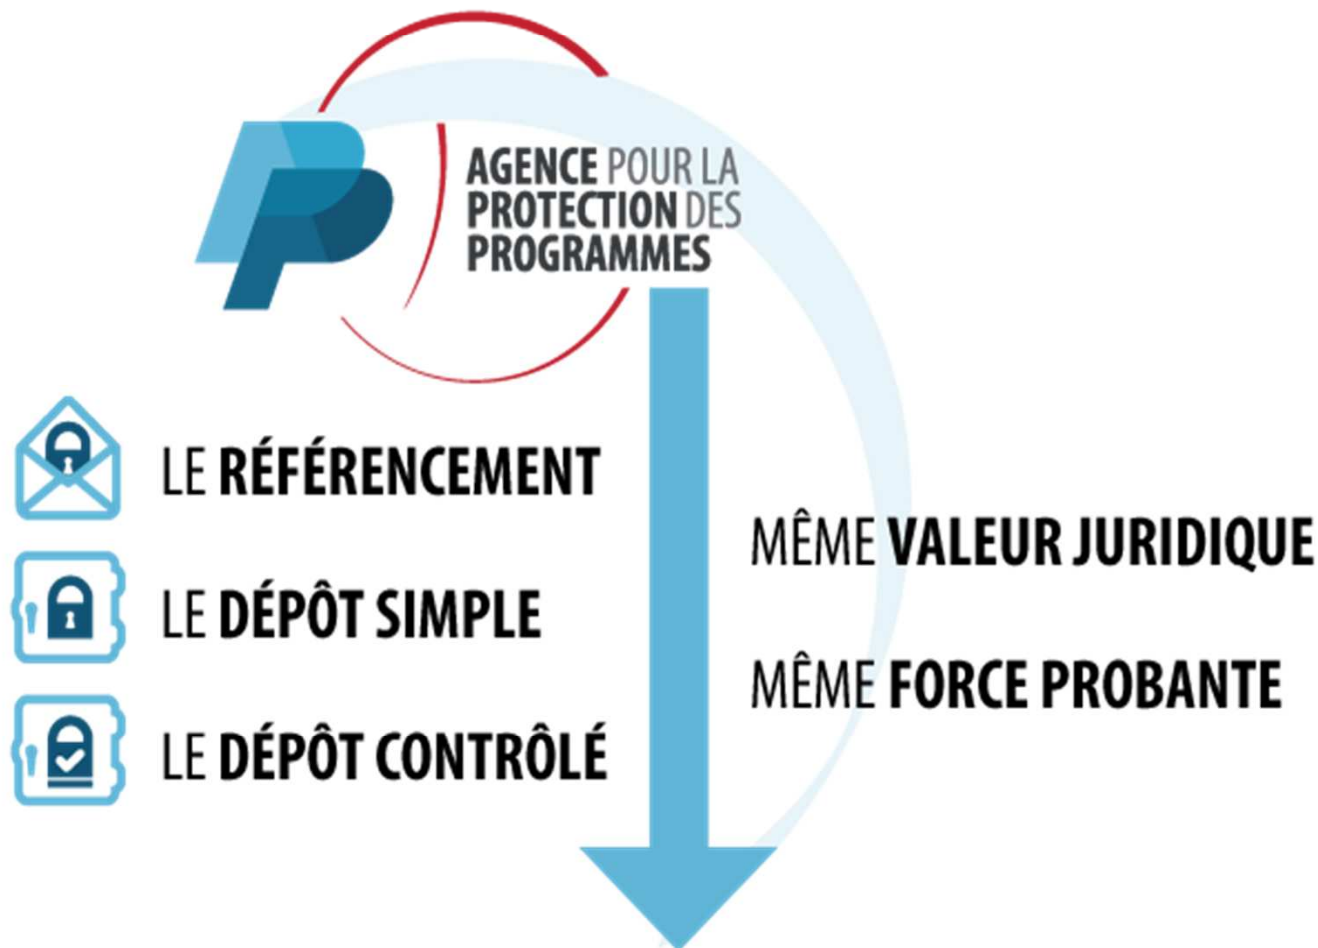 AGENCE POUR LA
PROTECTION DES
PROGRAMMES
LE RÉFÉRENCEMENT
LE DÉPÔT SIMPLE
LE DÉPÔT CONTRÔLÉ
MÊME VALEUR JURIDIQUE
MÊME FORCE PROBANTE